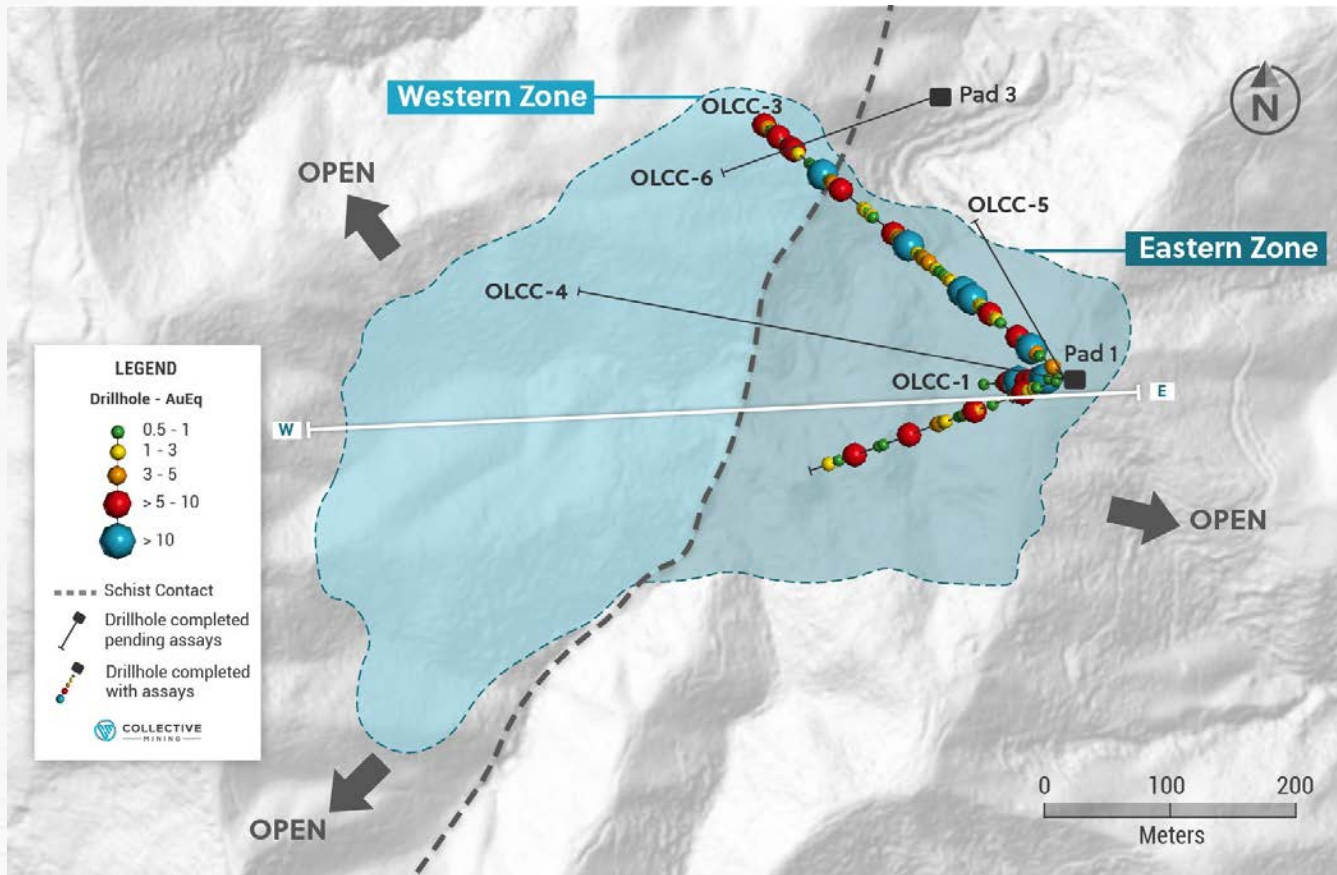 Western Zone
OLCC-3
Pad 3
N
OPEN
OLCC-6
OLCC-5
Eastern Zone
OLCC-4
Pad 1
OLCC-1
W
E
OPEN
LEGEND
Drillhole - AuEq
0.5 - 1
1 - 3
3 - 5
> 5 - 10
> 10
Schist Contact
Drillhole completed
pending assays
Drillhole completed
with assays
COLLECTIVE
MINING
OPEN
0 100 200
Meters